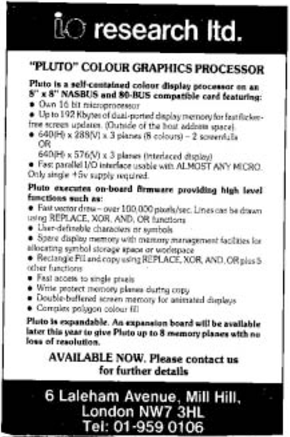 io research ltd.
"PLUTO" COLOUR GRAPHICS PROCESSOR
Pluto is a self-contained colour display processor on an
8" x 8" NASBUS and 80-BUS compatible card featuring:
• Own 16 bit microprocessor
• Up to 192 Kbytes of dual-ported display memory for fast flicker-
free screen updates. (Outside of the host address space).
• 640(H) x 288(V) x 3 planes (8 colours) – 2 screenfulls
OR
640(H) x 576(V) x 3 planes (interlaced display)
• Fast parallel I/O interface usable with ALMOST ANY MICRO.
Only single +5v supply required.
Pluto executes on-board firmware providing high level
functions such as:
• Fast vector draw – over 100,000 pixels/sec. Lines can be drawn
using REPLACE, XOR, AND, OR functions
• User-definable characters or symbols
• Spare display memory with memory management facilities for
allocating symbol storage space or workspace
• Rectangle Fill and copy using REPLACE, XOR, AND, OR plus 5
other functions
• Fast access to single pixels
• Write protect memory planes during copy
• Double-buffered screen memory for animated displays
• Complex polygon colour fill
Pluto is expandable. An expansion board will be available
later this year to give Pluto up to 8 memory planes with no
loss of resolution.
AVAILABLE NOW. Please contact us
for further details
6 Laleham Avenue, Mill Hill,
London NW7 3HL
Tel: 01-959 0106